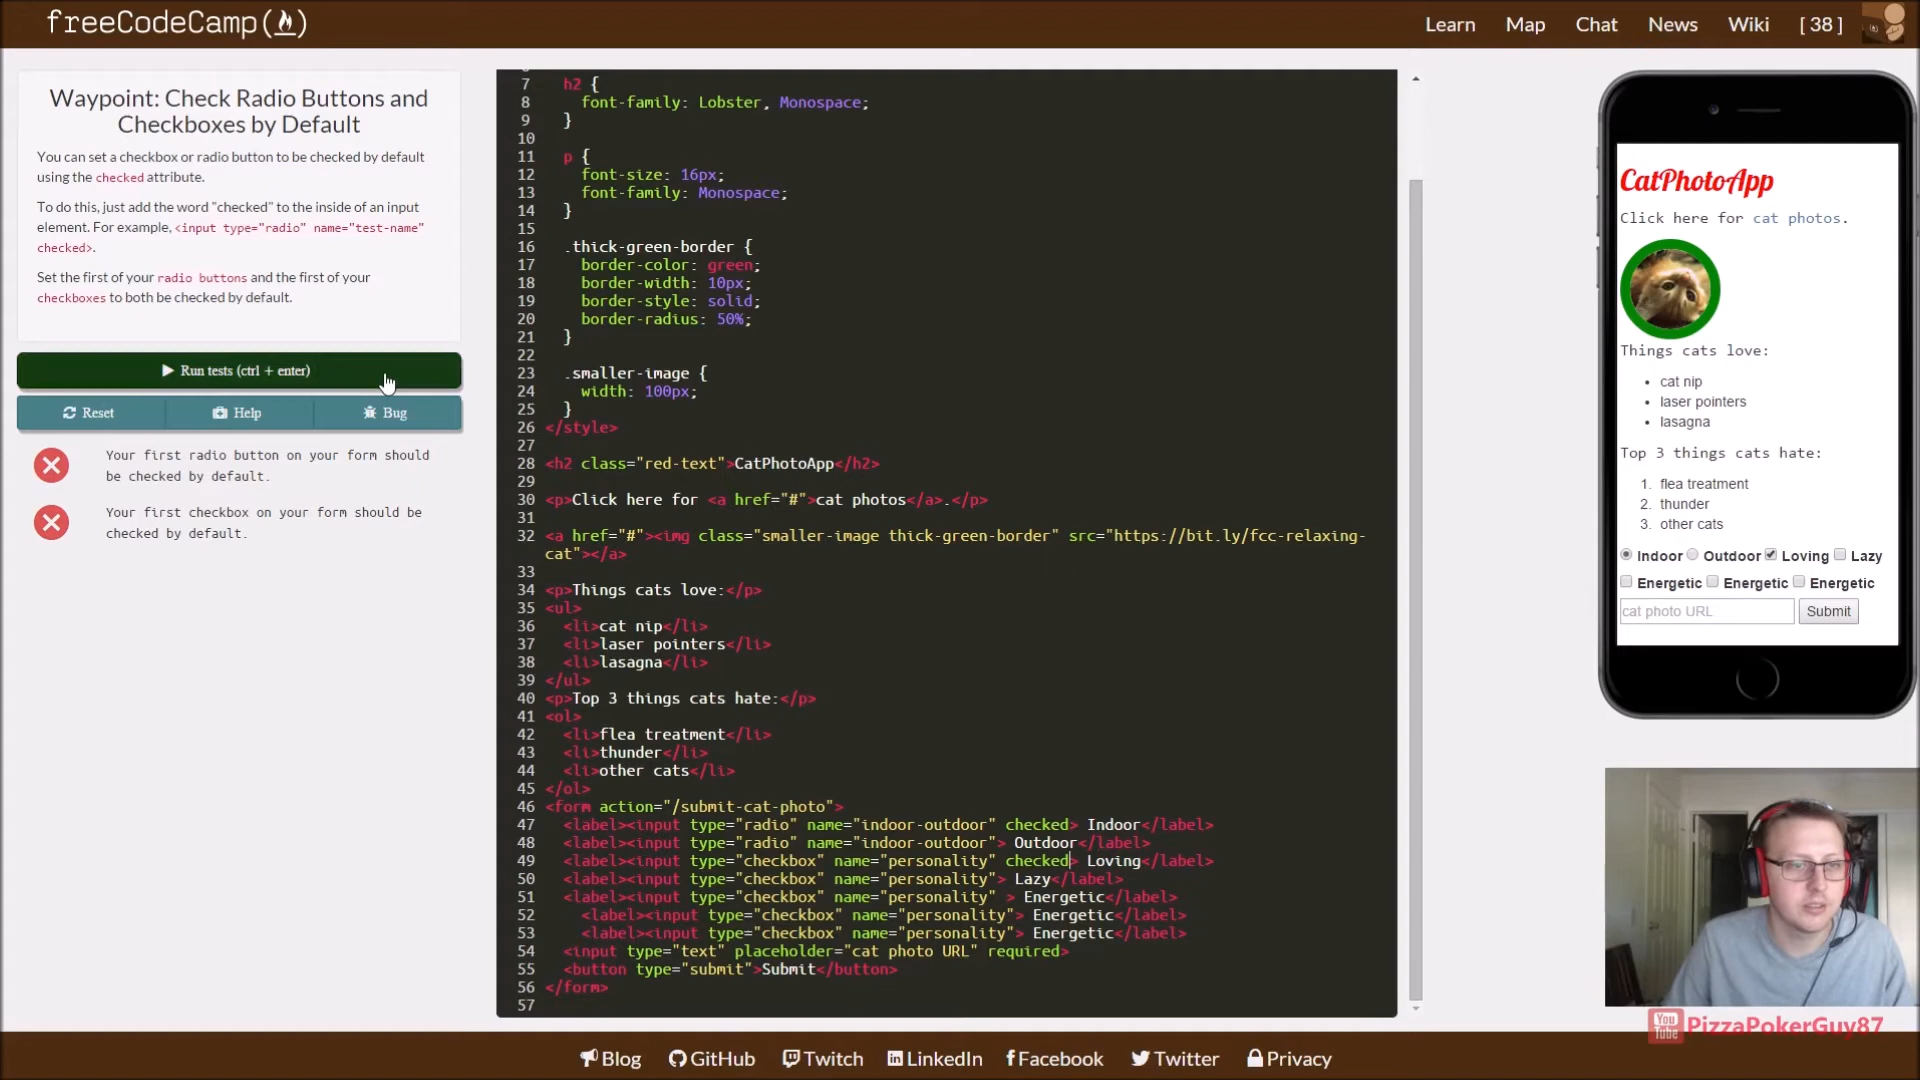 freeCodeCamp(🔥)
Learn Map Chat News Wiki [ 38 ]
Waypoint: Check Radio Buttons and
Checkboxes by Default
You can set a checkbox or radio button to be checked by default
using the checked attribute.
To do this, just add the word "checked" to the inside of an input
element. For example, <input type="radio" name="test-name"
checked>.
Set the first of your radio buttons and the first of your
checkboxes to both be checked by default.
Run tests (ctrl + enter)
Reset Help Bug
Your first radio button on your form should
be checked by default.
Your first checkbox on your form should be
checked by default.
7 h2 {
8 font-family: Lobster, Monospace;
9 }
10
11 p {
12 font-size: 16px;
13 font-family: Monospace;
14 }
15
16 .thick-green-border {
17 border-color: green;
18 border-width: 10px;
19 border-style: solid;
20 border-radius: 50%;
21 }
22
23 .smaller-image {
24 width: 100px;
25 }
26 </style>
27
28 <h2 class="red-text">CatPhotoApp</h2>
29
30 <p>Click here for <a href="#">cat photos</a>.</p>
31
32 <a href="#"><img class="smaller-image thick-green-border" src="https://bit.ly/fcc-relaxing-
cat"></a>
33
34 <p>Things cats love:</p>
35 <ul>
36 <li>cat nip</li>
37 <li>laser pointers</li>
38 <li>lasagna</li>
39 </ul>
40 <p>Top 3 things cats hate:</p>
41 <ol>
42 <li>flea treatment</li>
43 <li>thunder</li>
44 <li>other cats</li>
45 </ol>
46 <form action="/submit-cat-photo">
47 <label><input type="radio" name="indoor-outdoor" checked> Indoor</label>
48 <label><input type="radio" name="indoor-outdoor"> Outdoor</label>
49 <label><input type="checkbox" name="personality" checked> Loving</label>
50 <label><input type="checkbox" name="personality"> Lazy</label>
51 <label><input type="checkbox" name="personality" > Energetic</label>
52 <label><input type="checkbox" name="personality"> Energetic</label>
53 <label><input type="checkbox" name="personality"> Energetic</label>
54 <input type="text" placeholder="cat photo URL" required>
55 <button type="submit">Submit</button>
56 </form>
57
CatPhotoApp
Click here for cat photos.
Things cats love:
cat nip
laser pointers
lasagna
Top 3 things cats hate:
1. flea treatment
2. thunder
3. other cats
Indoor Outdoor Loving Lazy
Energetic Energetic Energetic
cat photo URL Submit
You Tube PizzaPokerGuy87
Blog GitHub Twitch LinkedIn Facebook Twitter Privacy